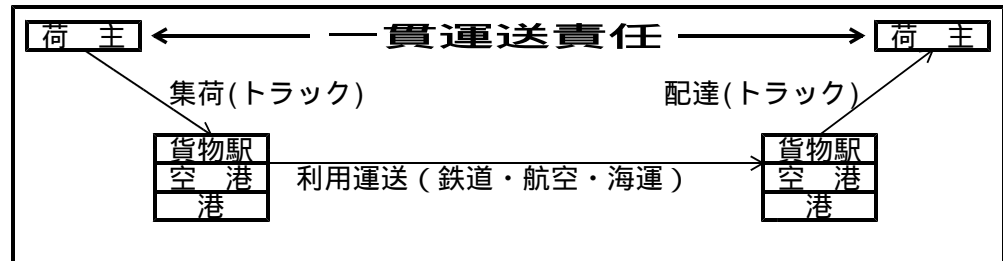 荷 主 一貫運送責任 荷 主
集荷(トラック) 配達(トラック)
貨物駅 貨物駅
空 港 利用運送(鉄道・航空・海運) 空 港
港 港